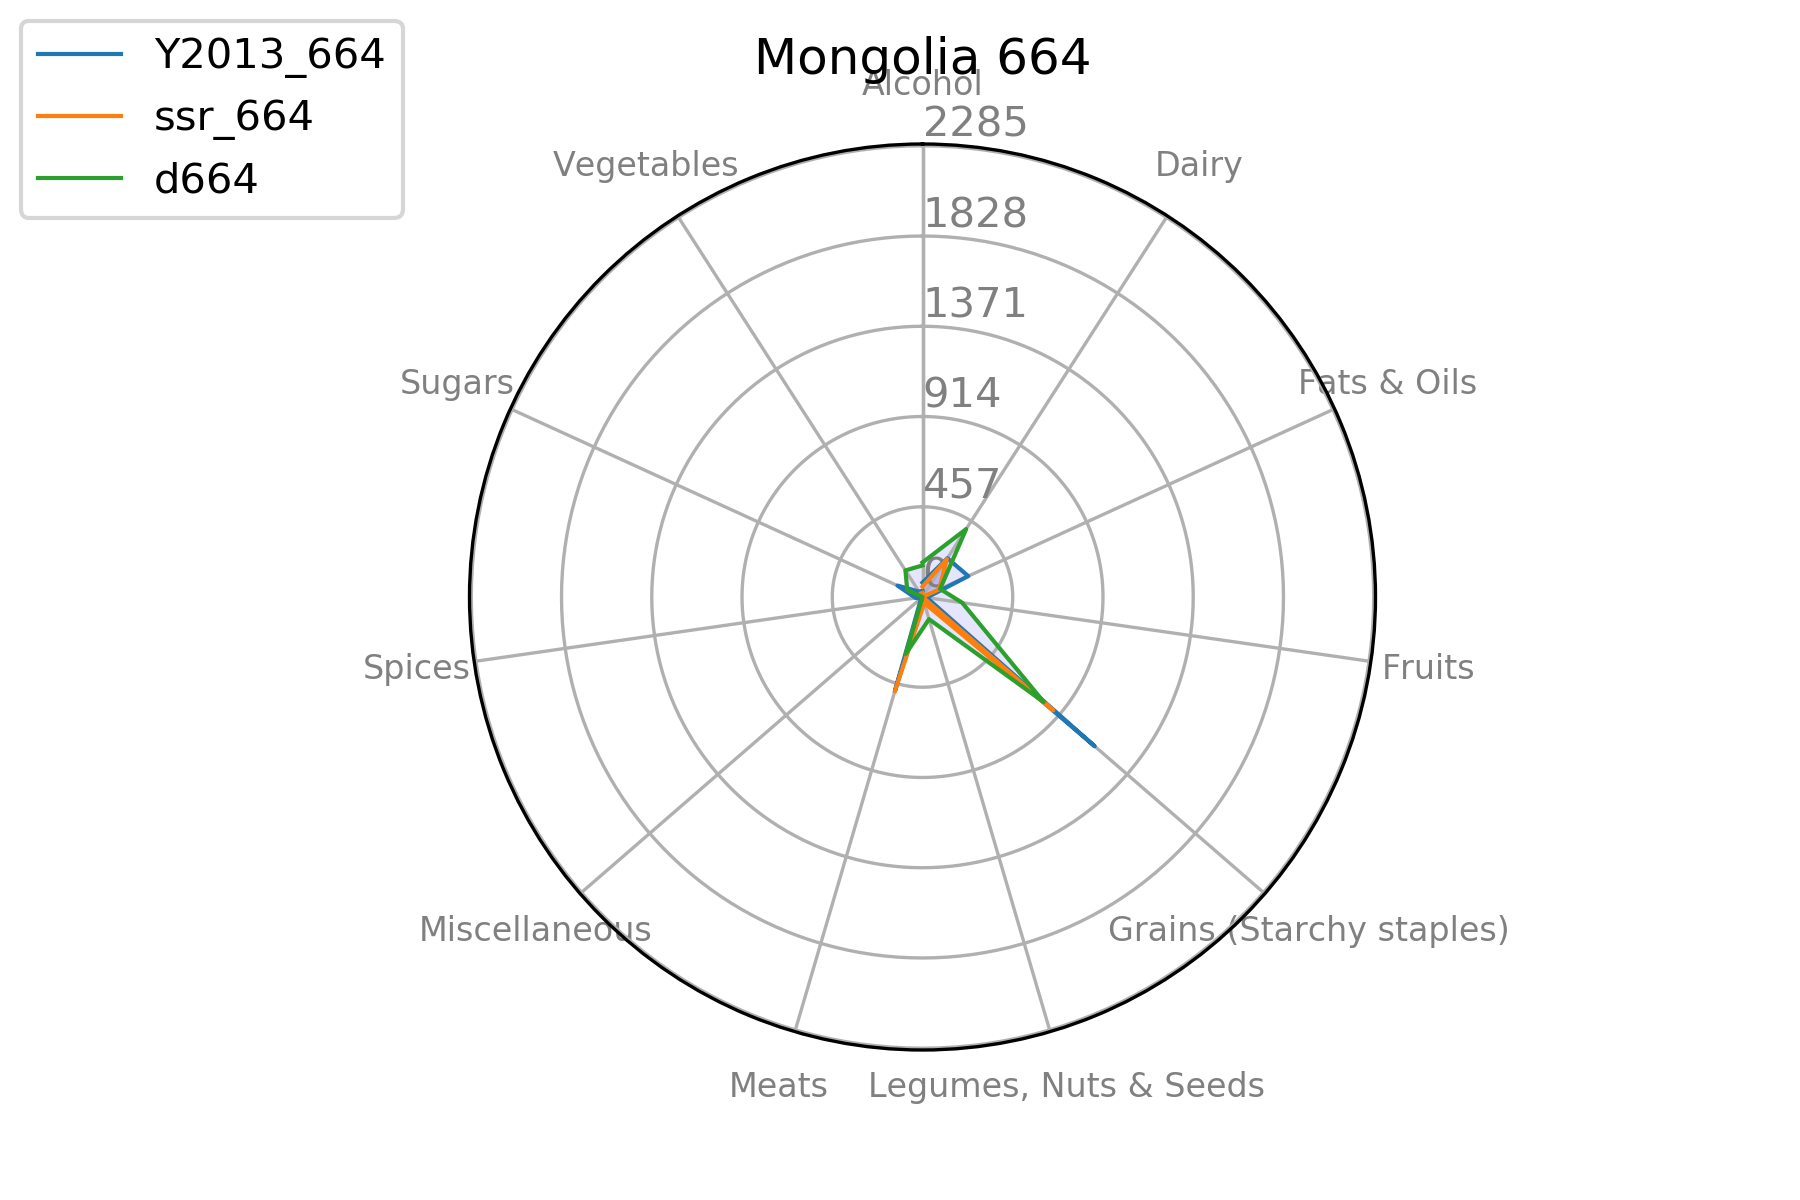 Y2013_664
ssr_664
d664
Mongolia 664
Alcohol
2285
Vegetables
Dairy
1828
1371
Sugars
Fats & Oils
914
457
0
Spices
Fruits
Miscellaneous
Grains (Starchy staples)
Meats
Legumes, Nuts & Seeds